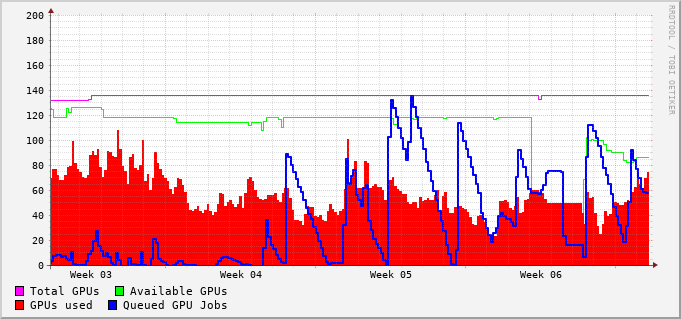 200
180
160
140
120
100
80
60
40
20
0
Week 03 Week 04 Week 05 Week 06
Total GPUs Available GPUs
GPUs used Queued GPU Jobs
RRDTOOL / TOBI OETIKER